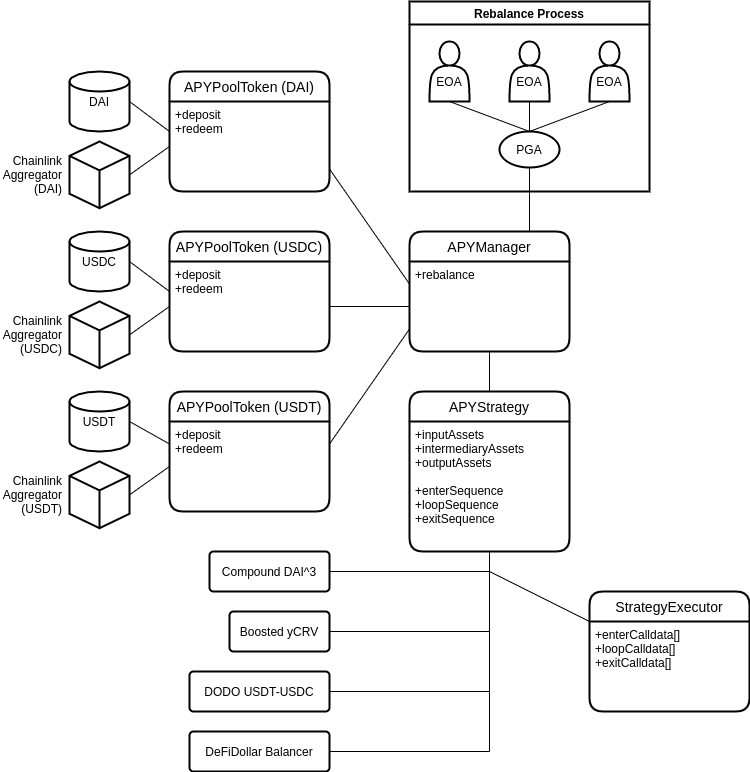 Rebalance Process
EOA
EOA
EOA
PGA
DAI
Chainlink
Aggregator
(DAI)
APYPoolToken (DAI)
+deposit
+redeem
USDC
Chainlink
Aggregator
(USDC)
APYPoolToken (USDC)
+deposit
+redeem
APYManager
+rebalance
USDT
Chainlink
Aggregator
(USDT)
APYPoolToken (USDT)
+deposit
+redeem
APYStrategy
+inputAssets
+intermediaryAssets
+outputAssets
+enterSequence
+loopSequence
+exitSequence
Compound DAI^3
Boosted yCRV
DODO USDT-USDC
DeFiDollar Balancer
StrategyExecutor
+enterCalldata[]
+loopCalldata[]
+exitCalldata[]